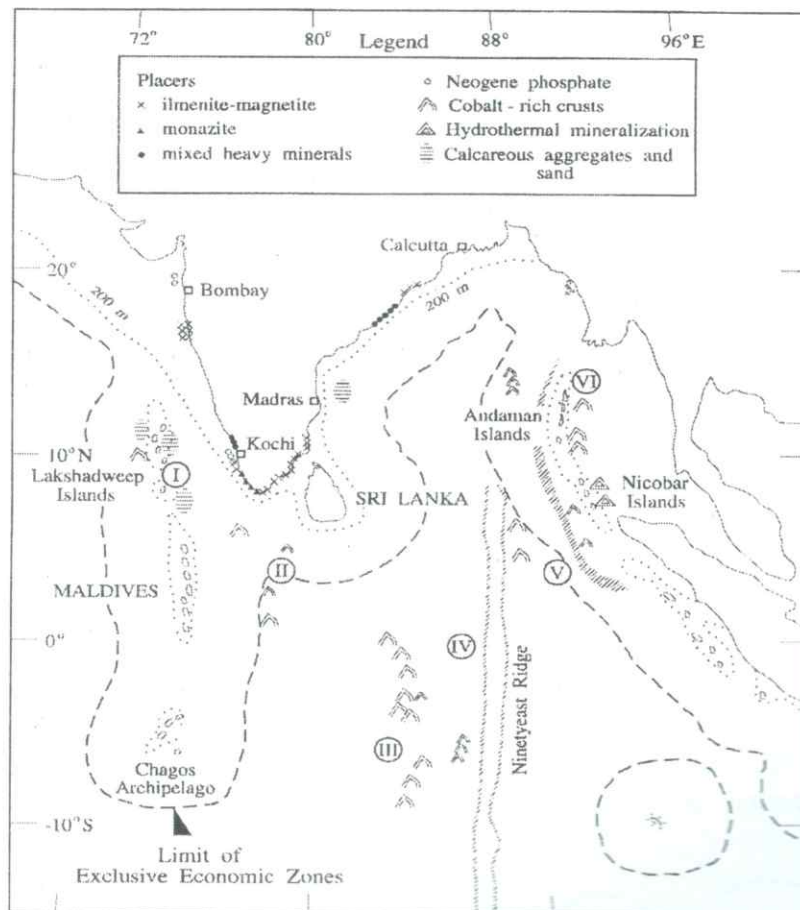 72°
80°
88°
96°E
Legend
Placers
ilmenite-magnetite
monazite
mixed heavy minerals
Neogene phosphate
Cobalt - rich crusts
Hydrothermal mineralization
Calcareous aggregates and
sand
Calcutta
20°
200 m
Bombay
200 m
Madras
VI
Andaman
Islands
Kochi
10°N
Lakshadweep
Islands
I
SRI LANKA
Nicobar
Islands
MALDIVES
II
V
0°
IV
Ninetyeast Ridge
III
Chagos
Archipelago
-10°S
Limit of
Exclusive Economic Zones